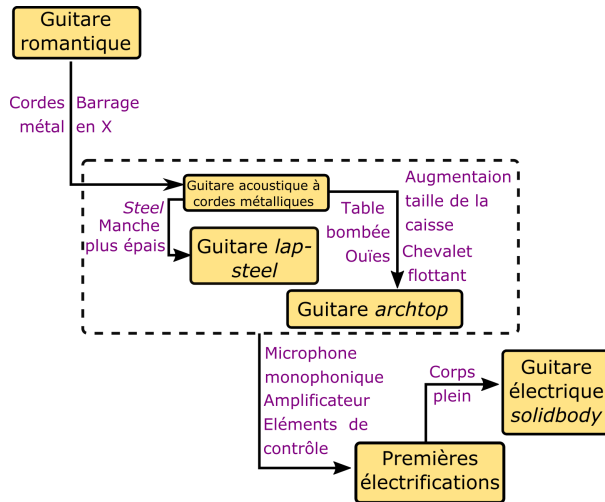 Guitare
romantique
Cordes
métal
Barrage
en X
Guitare acoustique à
cordes métalliques
Steel
Manche
plus épais
Guitare lap-
steel
Table
bombée
Ouïes
Augmentaion
taille de la
caisse
Chevalet
flottant
Guitare archtop
Microphone
monophonique
Amplificateur
Eléments de
contrôle
Premières
électrifications
Corps
plein
Guitare
électrique
solidbody